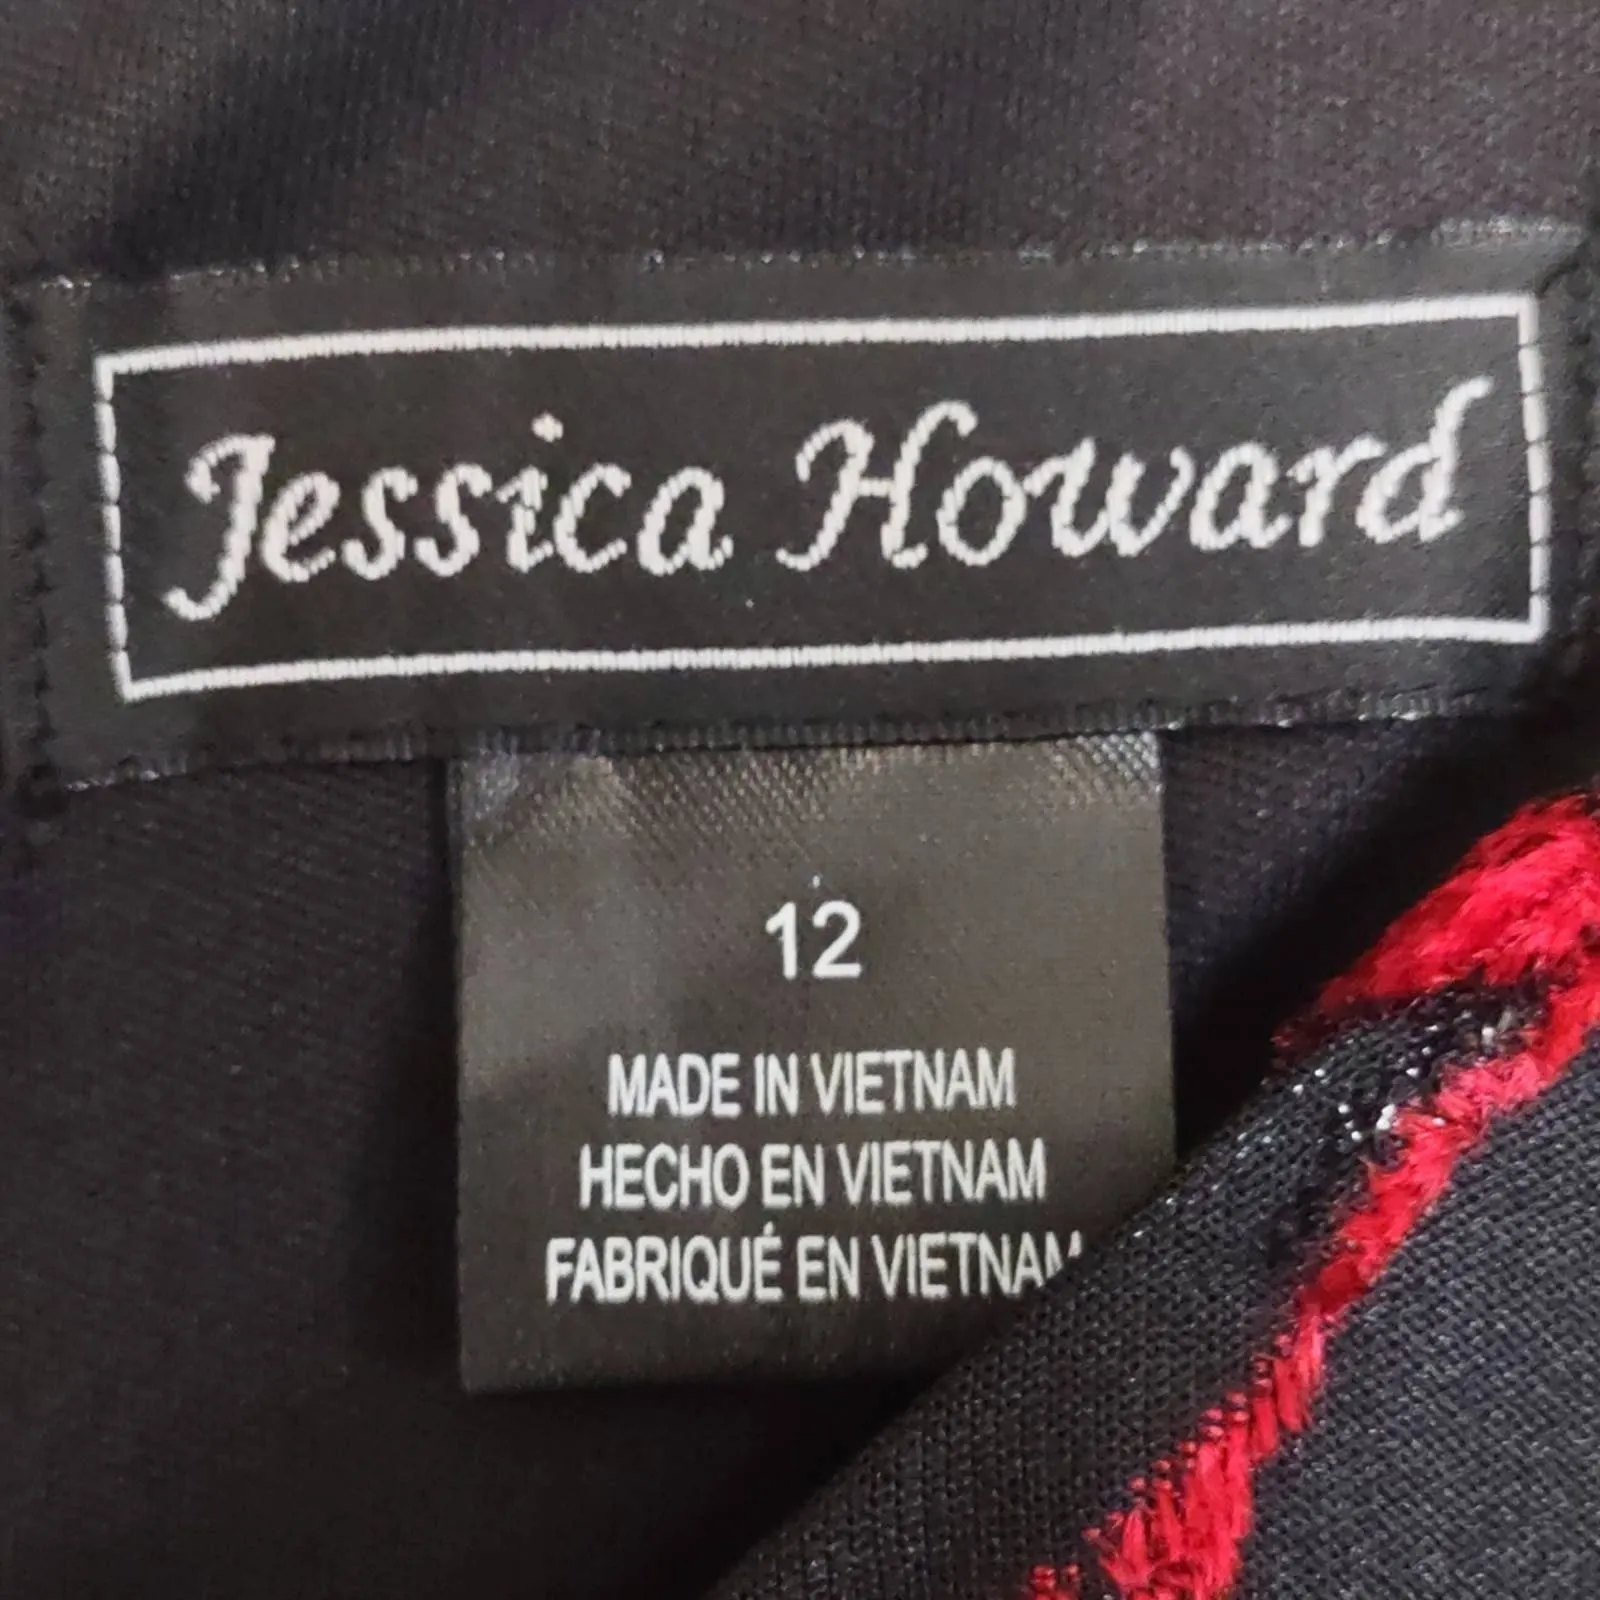 Jessica Howard
12
MADE IN VIETNAM
HECHO EN VIETNAM
FABRIQUÉ EN VIETNAM